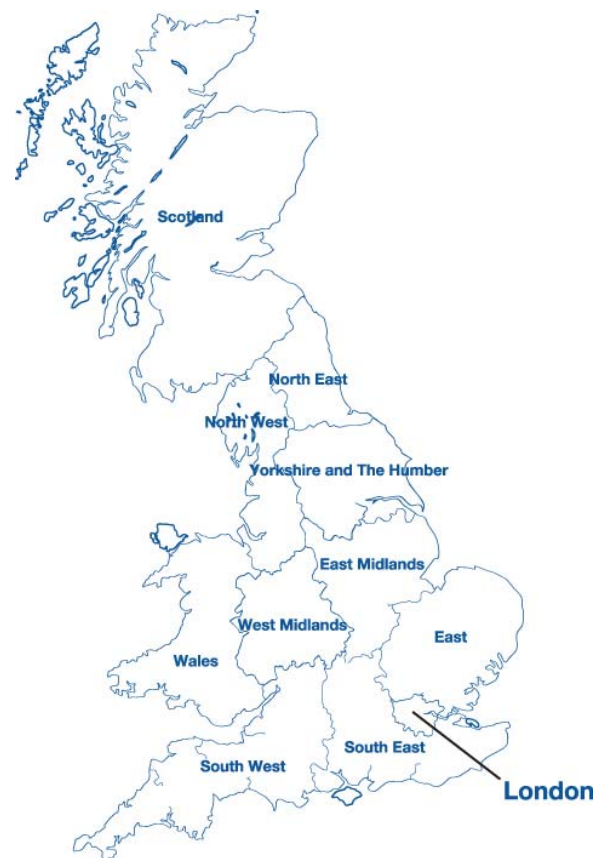 Scotland
North East
North West
Yorkshire and The Humber
East Midlands
West Midlands
East
Wales
South East
South West
London